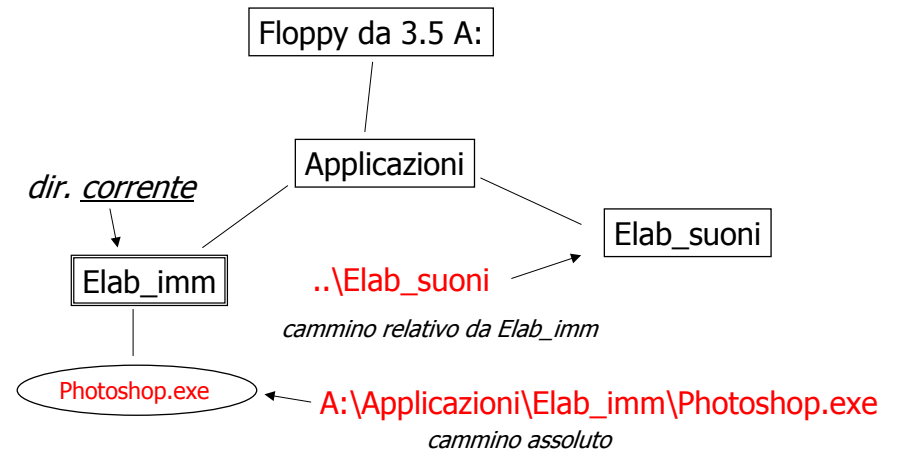 Floppy da 3.5 A:
Applicazioni
dir. corrente
Elab_suoni
Elab_imm
..\Elab_suoni
cammino relativo da Elab_imm
Photoshop.exe
A:\Applicazioni\Elab_imm\Photoshop.exe
cammino assoluto